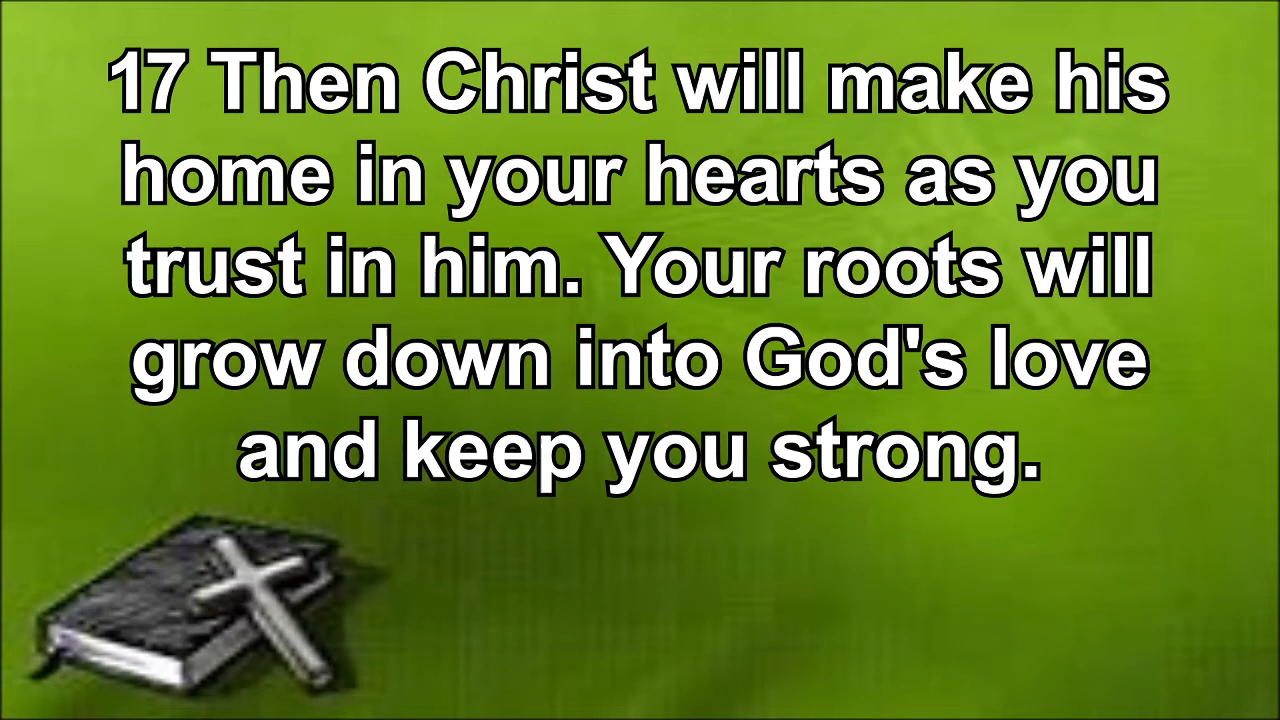 17 Then Christ will make his
home in your hearts as you
trust in him. Your roots will
grow down into God's love
and keep you strong.